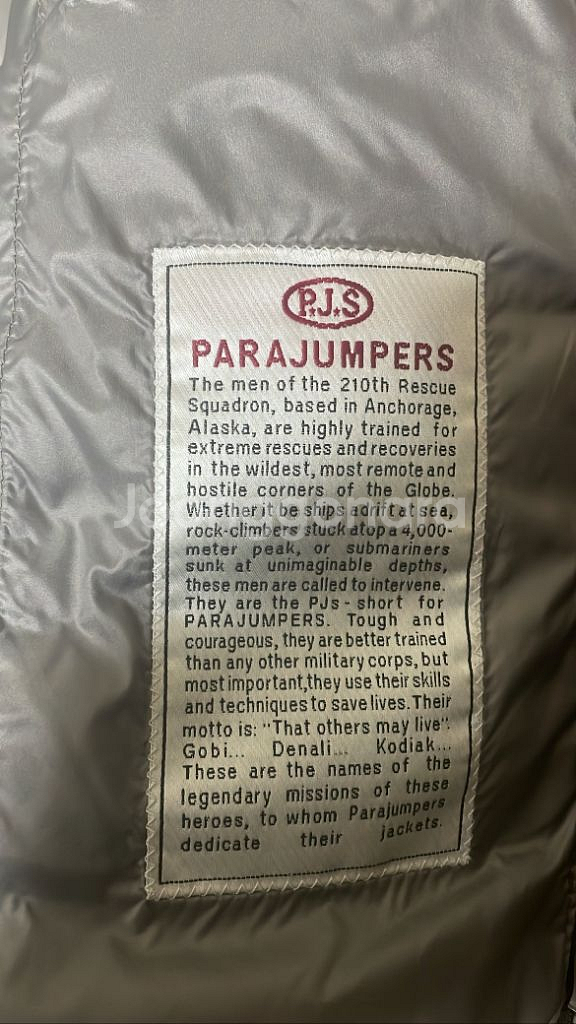 P.J.S
PARAJUMPERS
The men of the 210th Rescue
Squadron, based in Anchorage,
Alaska, are highly trained for
extreme rescues and recoveries
in the wildest, most remote and
hostile corners of the Globe.
Whether it be ships adrift at sea,
rock-climbers stuck atop a 4,000-
meter peak, or submariners
sunk at unimaginable depths,
these men are called to intervene.
They are the PJs - short for
PARAJUMPERS. Tough and
courageous, they are better trained
than any other military corps, but
most important, they use their skills
and techniques to save lives. Their
motto is: "That others may live".
Gobi... Denali... Kodiak...
These are the names of the
legendary missions of these
heroes, to whom Parajumpers
dedicate their jackets.